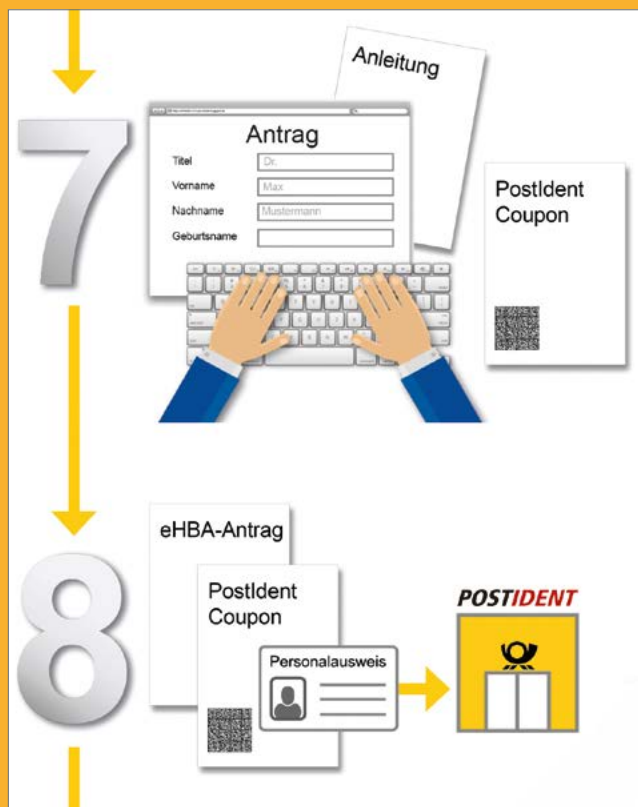 7
Anleitung
Antrag
Titel Dr.
Vorname Max
Nachname Mustermann
Geburtsname
PostIdent
Coupon
8
eHBA-Antrag
PostIdent
Coupon
Personalausweis
POSTIDENT